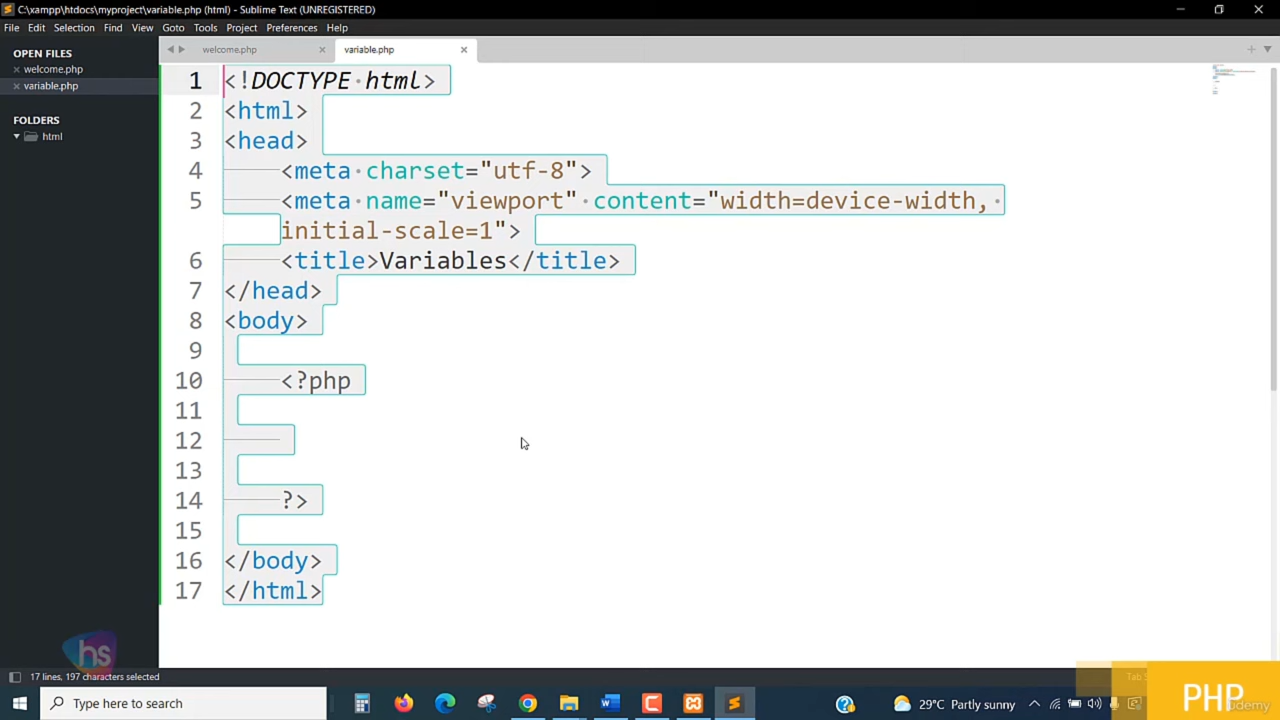 C:\xampp\htdocs\myproject\variable.php (html) - Sublime Text (UNREGISTERED)
File Edit Selection Find View Goto Tools Project Preferences Help
OPEN FILES
welcome.php
variable.php
FOLDERS
html
welcome.php variable.php
1 <!DOCTYPE html>
2 <html>
3 <head>
4 <meta charset="utf-8">
5 <meta name="viewport" content="width=device-width,
initial-scale=1">
6 <title>Variables</title>
7 </head>
8 <body>
9
10 <?php
11
12
13
14 ?>
15
16 </body>
17 </html>
hs
17 lines, 197 characters selected
Type here to search
29°C Partly sunny
PHP
Udemy